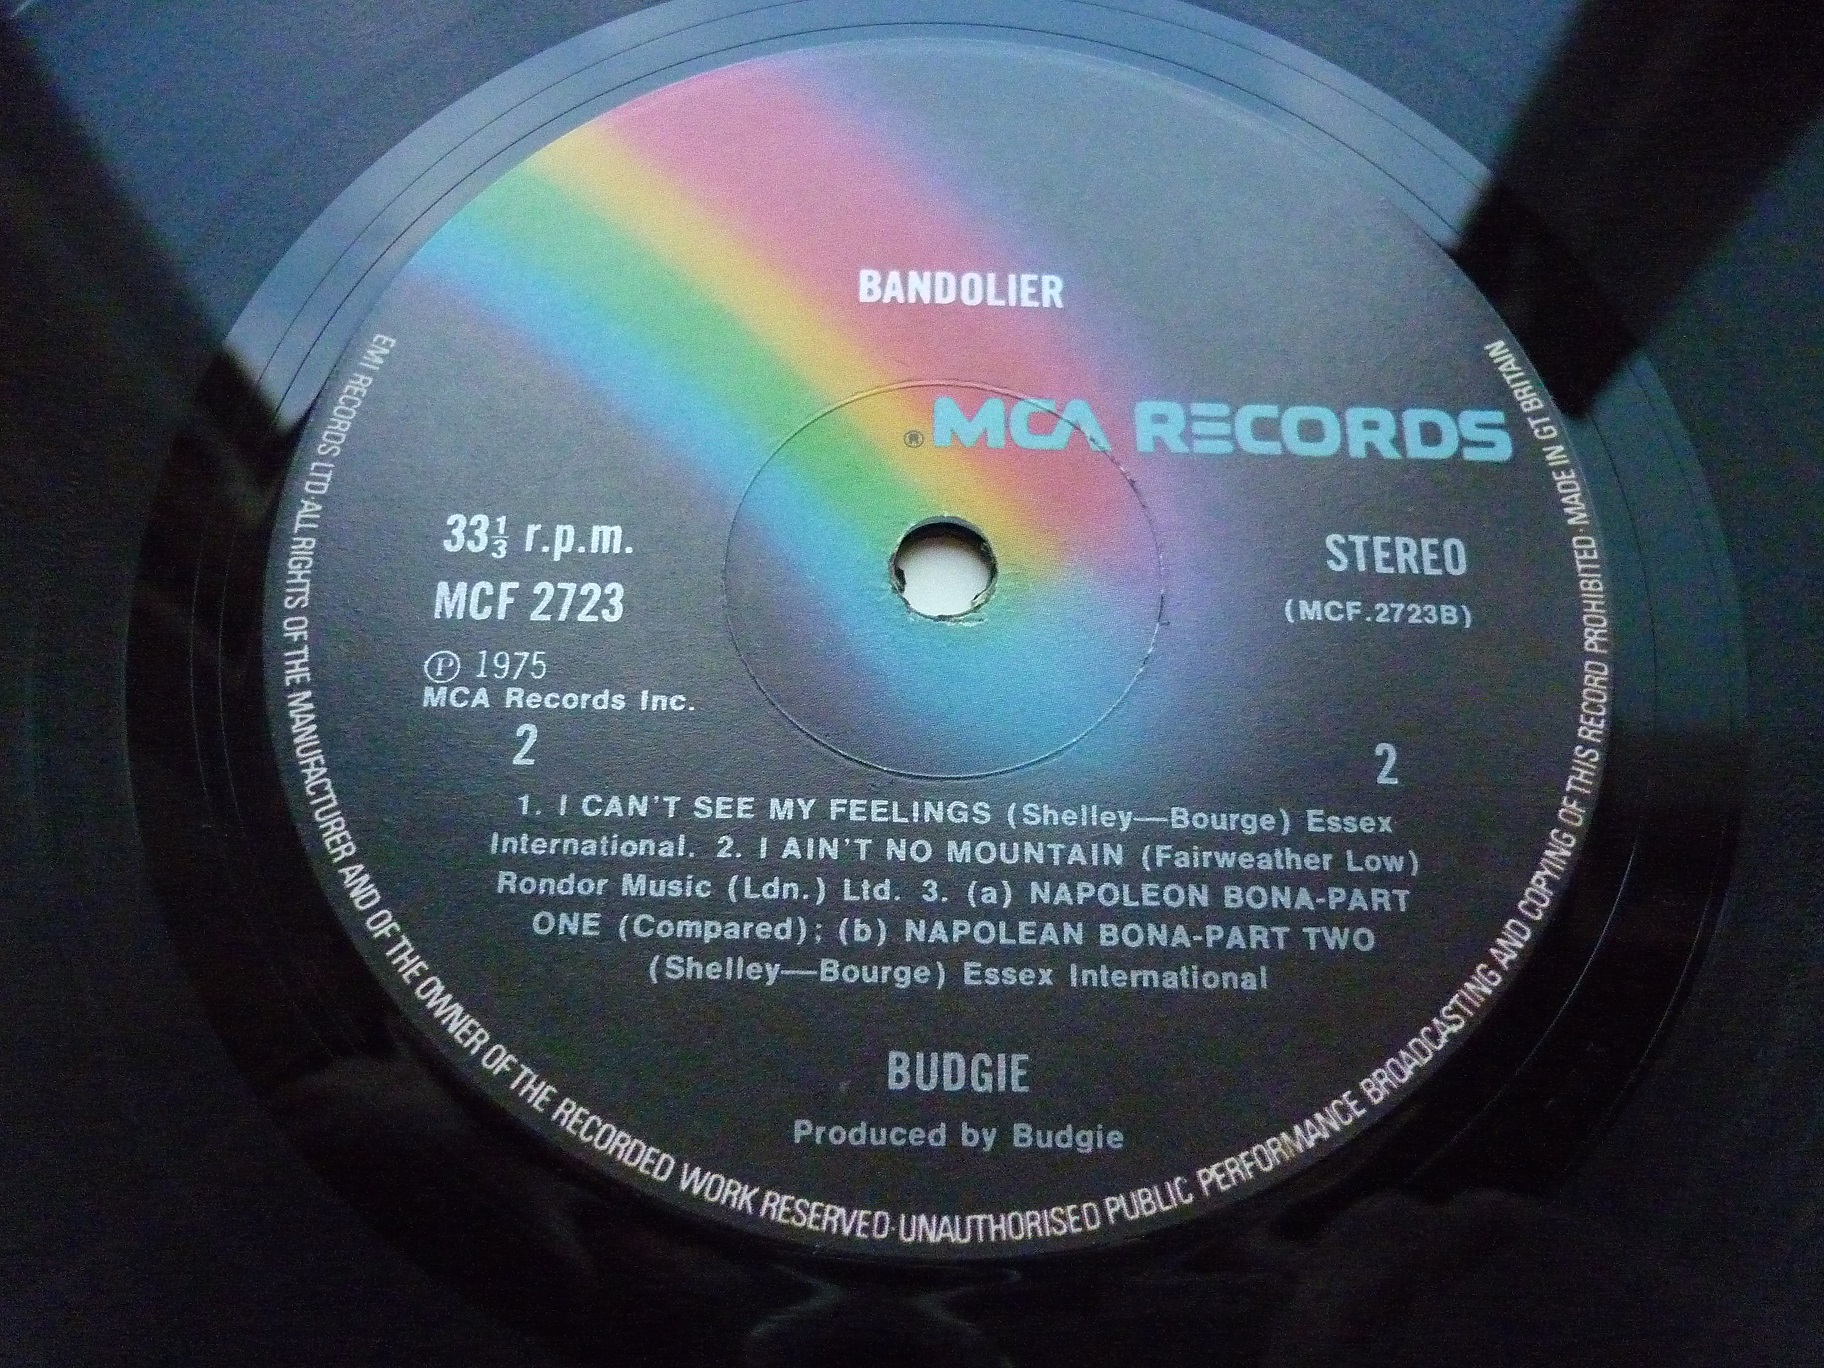 BANDOLIER
® MCA RECORDS
33⅓ r.p.m.
STEREO
MCF 2723
(MCF.2723B)
℗ 1975
MCA Records Inc.
2
2
1. I CAN'T SEE MY FEELINGS (Shelley—Bourge) Essex
International. 2. I AIN'T NO MOUNTAIN (Fairweather Low)
Rondor Music (Ldn.) Ltd. 3. (a) NAPOLEON BONA-PART
ONE (Compared); (b) NAPOLEAN BONA-PART TWO
(Shelley—Bourge) Essex International
BUDGIE
Produced by Budgie
EMI RECORDS LTD·ALL RIGHTS OF THE MANUFACTURER AND OF THE OWNER OF THE RECORDED WORK RESERVED·UNAUTHORISED PUBLIC PERFORMANCE BROADCASTING AND COPYING OF THIS RECORD PROHIBITED·MADE IN GT BRITAIN